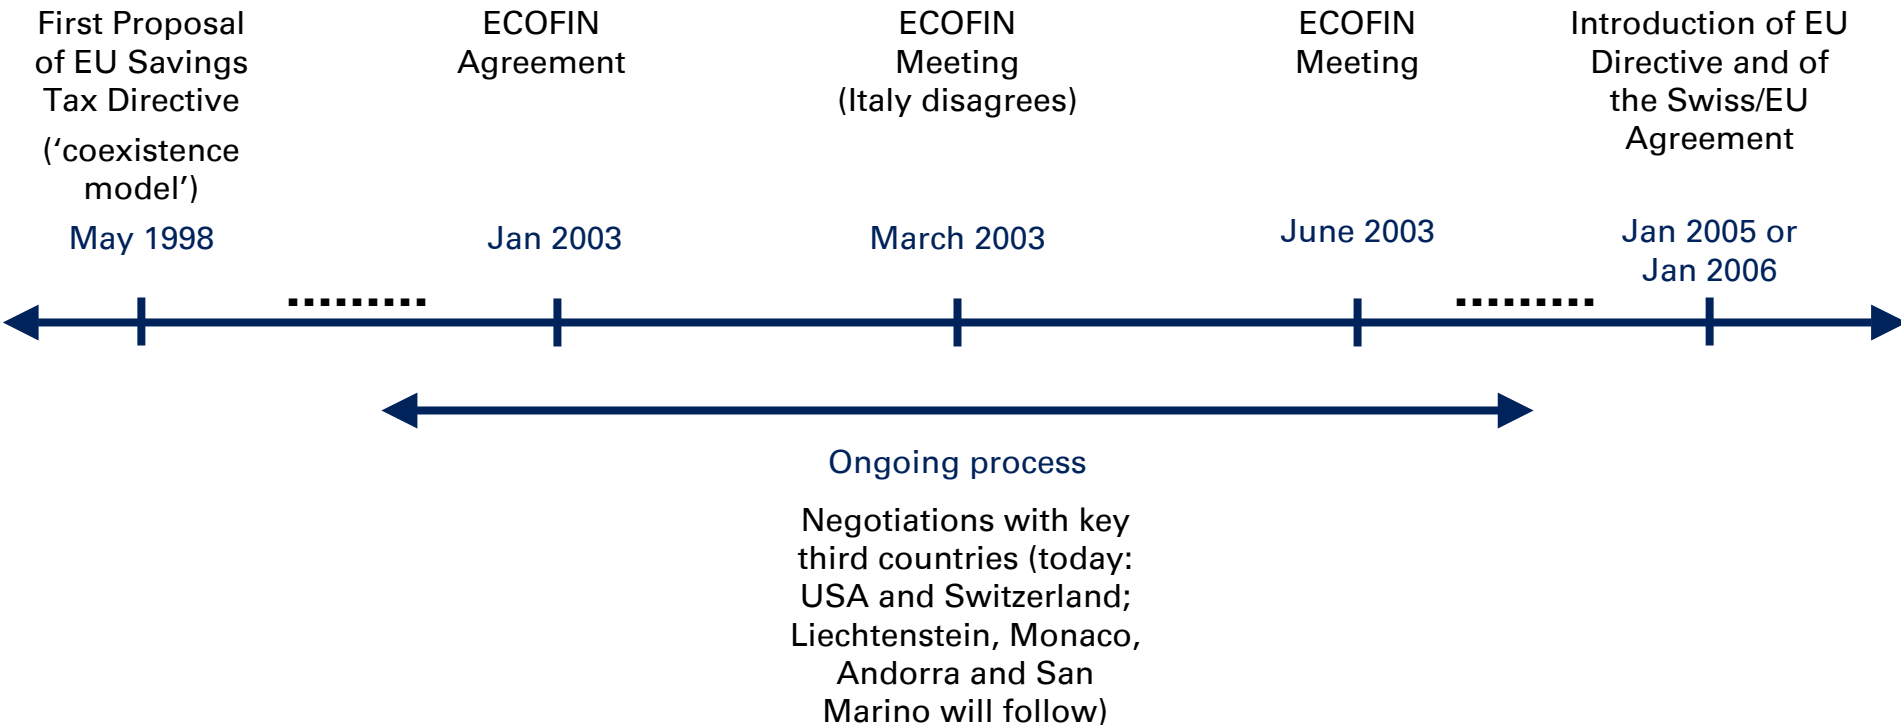 First Proposal
of EU Savings
Tax Directive
(‘coexistence
model’)
May 1998
ECOFIN
Agreement
Jan 2003
ECOFIN
Meeting
(Italy disagrees)
March 2003
ECOFIN
Meeting
June 2003
Introduction of EU
Directive and of
the Swiss/EU
Agreement
Jan 2005 or
Jan 2006
Ongoing process
Negotiations with key
third countries (today:
USA and Switzerland;
Liechtenstein, Monaco,
Andorra and San
Marino will follow)